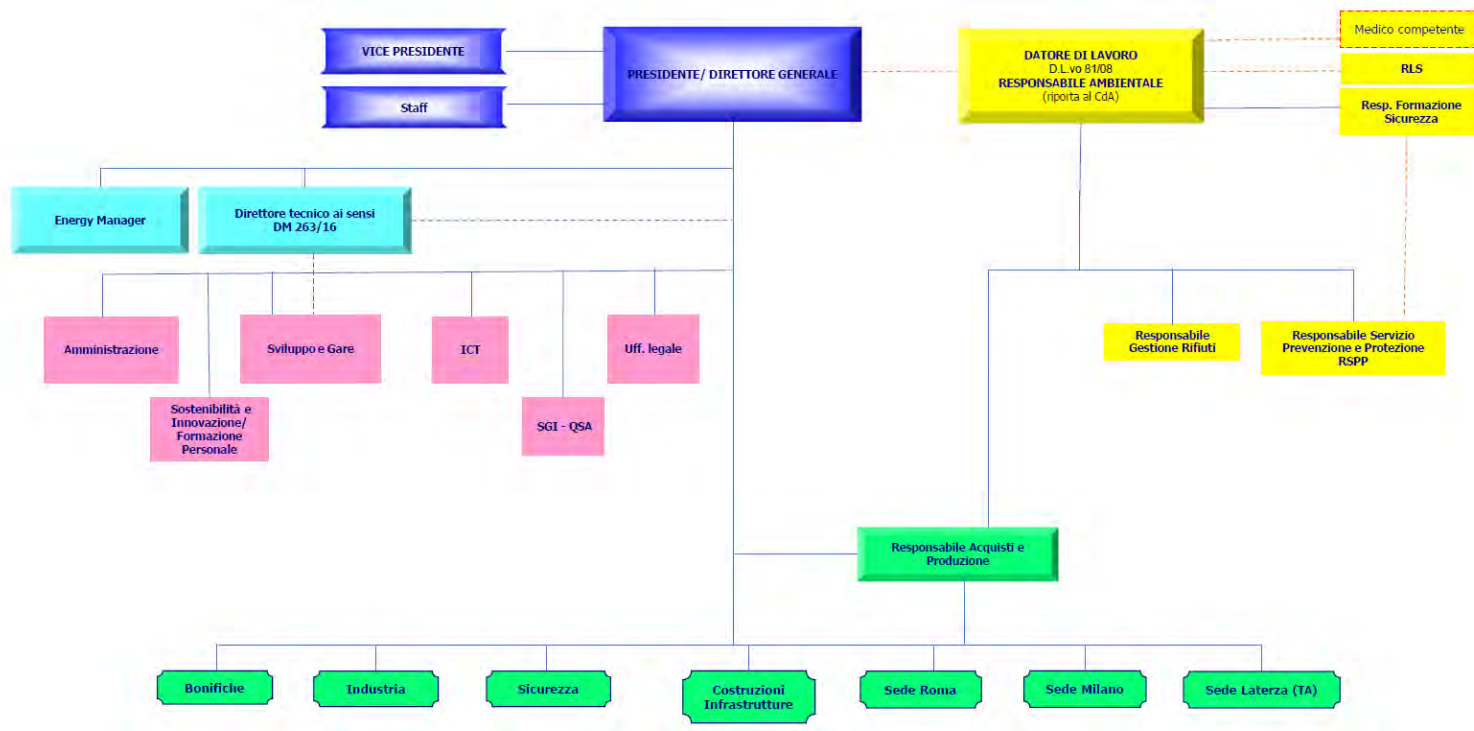 VICE PRESIDENTE
Staff
PRESIDENTE/ DIRETTORE GENERALE
DATORE DI LAVORO
D.L.vo 81/08
RESPONSABILE AMBIENTALE
(riporta al CdA)
Medico competente
RLS
Resp. Formazione
Sicurezza
Energy Manager
Direttore tecnico ai sensi
DM 263/16
Amministrazione
Sviluppo e Gare
ICT
Uff. legale
Responsabile
Gestione Rifiuti
Responsabile Servizio
Prevenzione e Protezione
RSPP
Sostenibilità e
Innovazione/
Formazione
Personale
SGI - QSA
Responsabile Acquisti e
Produzione
Bonifiche
Industria
Sicurezza
Costruzioni
Infrastrutture
Sede Roma
Sede Milano
Sede Laterza (TA)